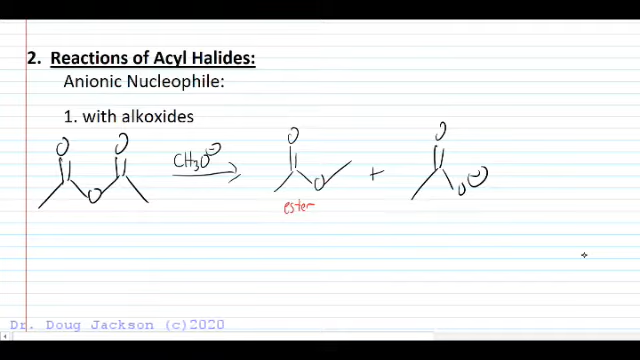 2. Reactions of Acyl Halides:
Anionic Nucleophile:
1. with alkoxides
O O CH3O⊖ O + O
O O O⊖
ester
Dr. Doug Jackson (c)2020